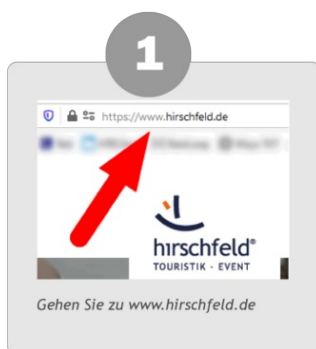 1
https://www.hirschfeld.de
hirschfeld®
TOURISTIK - EVENT
Gehen Sie zu www.hirschfeld.de